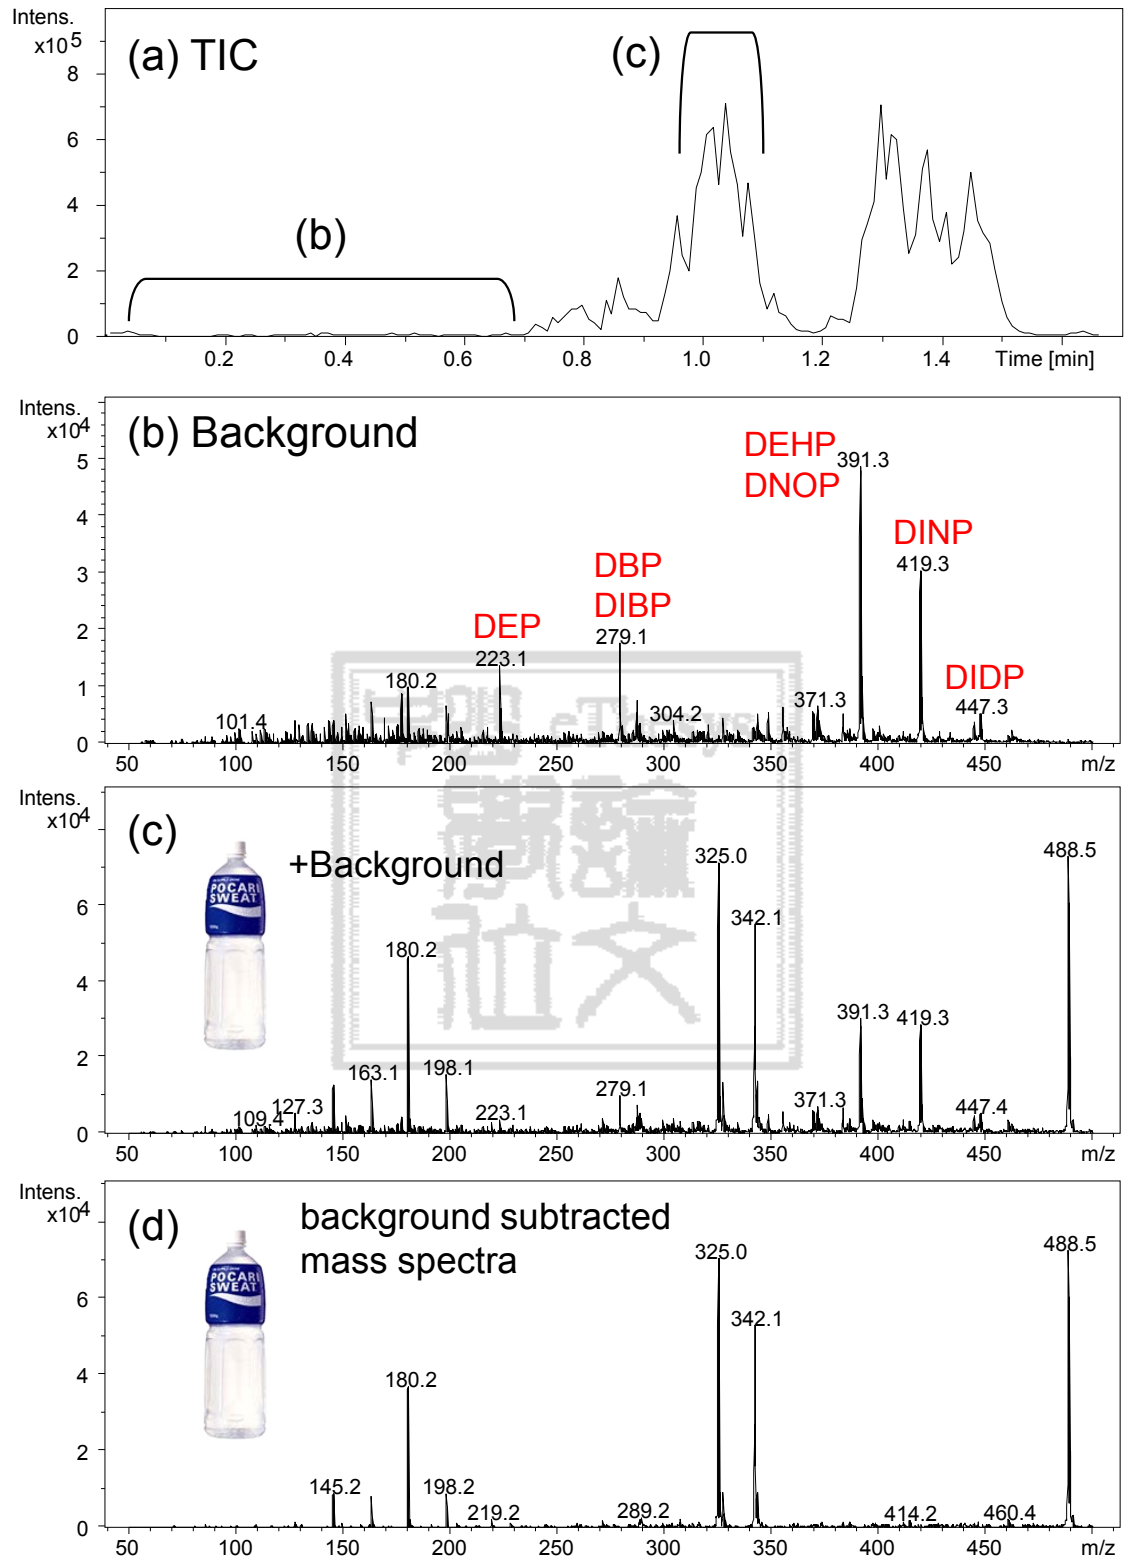 Intens.
x10^5
(a) TIC
(c)
8
6
4
(b)
2
0
0.2 0.4 0.6 0.8 1.0 1.2 1.4 Time [min]
Intens.
x10^4
(b) Background
DEHP
DNOP
391.3
5
4
DINP
419.3
DBP
DIBP
279.1
3
DEP
223.1
2
DIDP
447.3
180.2
371.3
304.2
101.4
1
0
eThesys
50 100 150 200 250 300 350 400 450 m/z
Intens.
x10^4
(c)
+Background
POCARI
SWEAT
325.0
488.5
342.1
6
180.2
4
391.3
419.3
2
163.1
198.1
279.1
371.3
447.4
109.4
127.3
223.1
0
論
文
50 100 150 200 250 300 350 400 450 m/z
Intens.
x10^4
(d)
background subtracted
mass spectra
POCARI
SWEAT
325.0
488.5
342.1
6
180.2
4
2
145.2
198.2
219.2
289.2
414.2
460.4
0
50 100 150 200 250 300 350 400 450 m/z